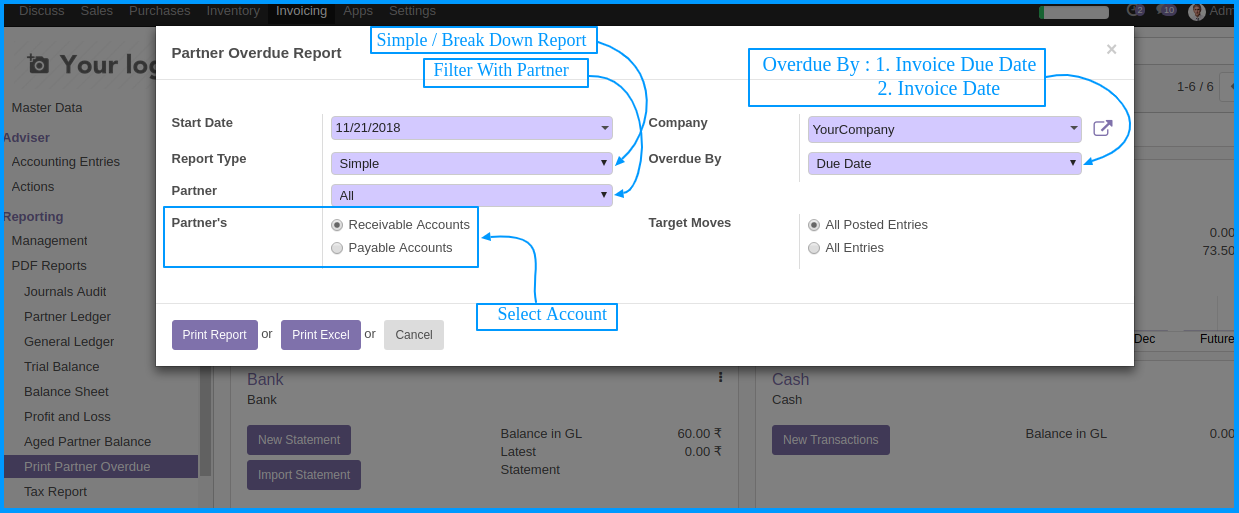 Discuss Sales Purchases Inventory Invoicing Apps Settings 2 10
Partner Overdue Report
Simple / Break Down Report
×
Filter With Partner
Overdue By : 1. Invoice Due Date
2. Invoice Date
Your
1-6 / 6
Master Data
Adviser
Accounting Entries
Actions
Reporting
Management
PDF Reports
Journals Audit
Partner Ledger
General Ledger
Trial Balance
Balance Sheet
Profit and Loss
Aged Partner Balance
Print Partner Overdue
Tax Report
Start Date 11/21/2018
Company YourCompany
Report Type Simple
Overdue By Due Date
Partner All
Partner's Receivable Accounts
Payable Accounts
Target Moves All Posted Entries
All Entries
0.00
73.50
Select Account
Print Report or Print Excel or Cancel
Dec Future
Bank
Bank
New Statement
Import Statement
Balance in GL 60.00 ₹
Latest 0.00 ₹
Statement
Cash
Cash
New Transactions
Balance in GL 0.00